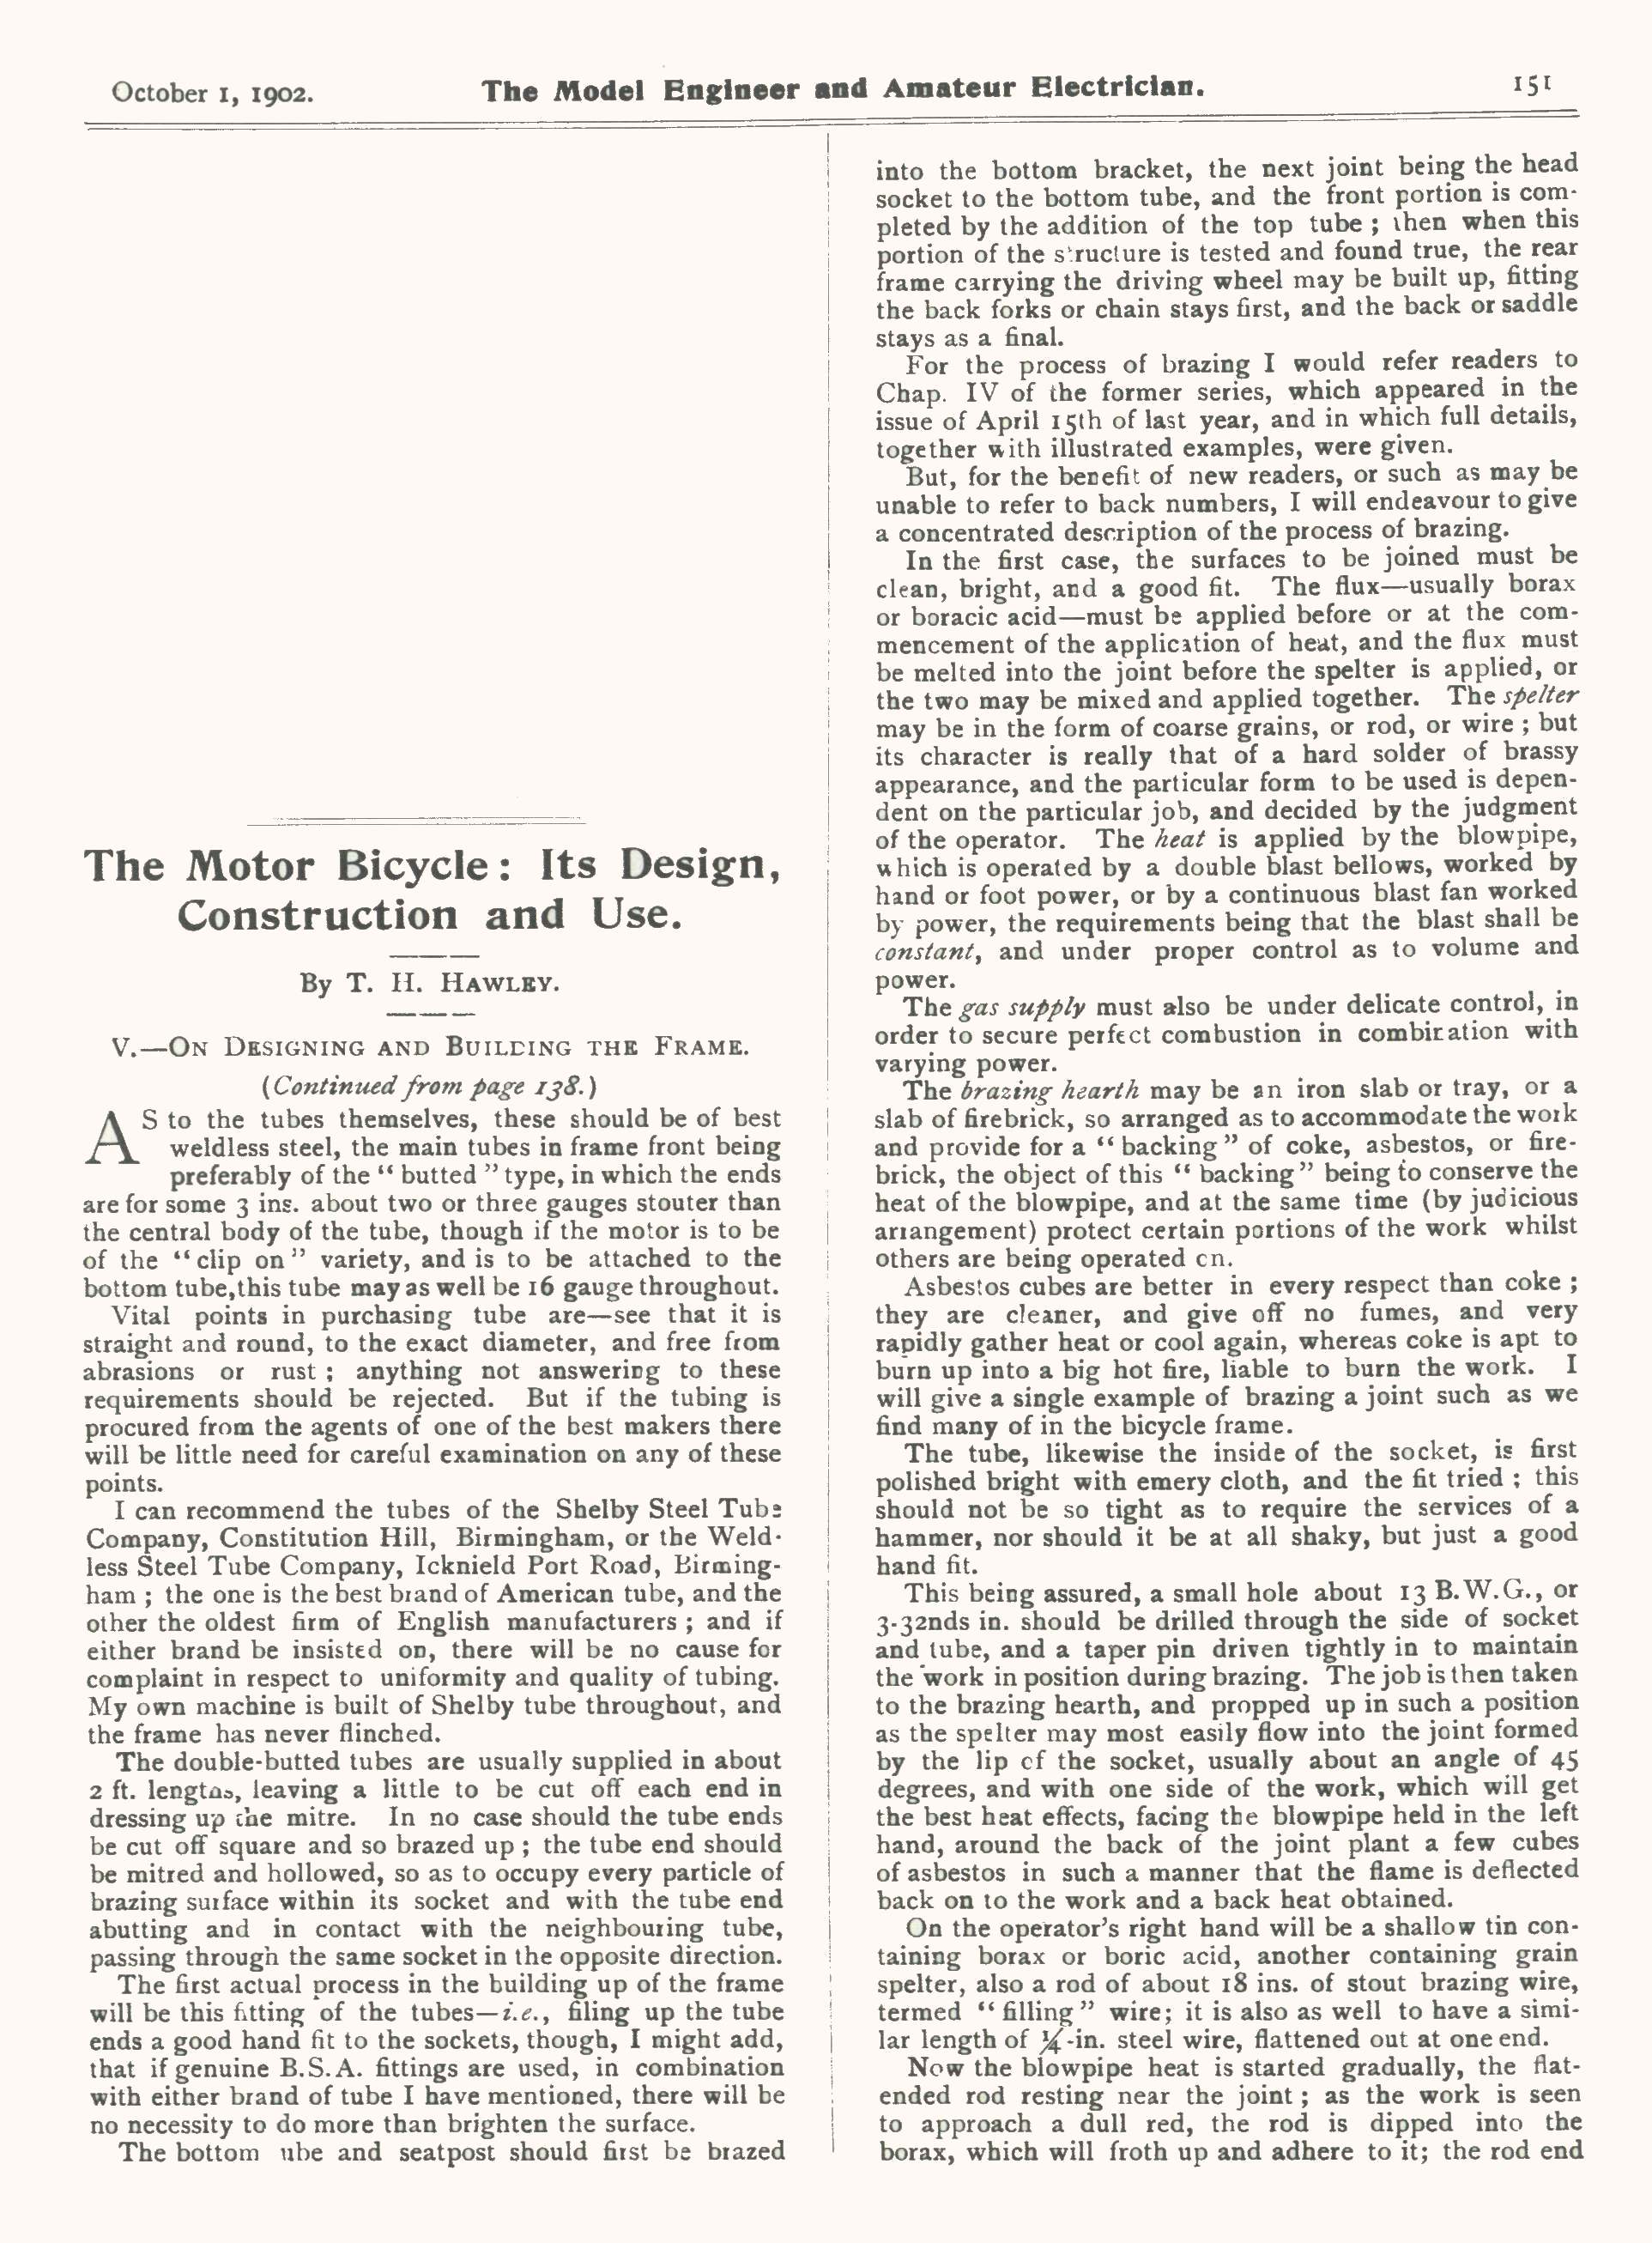 October 1, 1902.
The Model Engineer and Amateur Electrician.
151
The Motor Bicycle: Its Design,
Construction and Use.
By T. H. HAWLEY.
V.—ON DESIGNING AND BUILDING THE FRAME.
(Continued from page 138.)
AS to the tubes themselves, these should be of best
weldless steel, the main tubes in frame front being
preferably of the “ butted ” type, in which the ends
are for some 3 ins. about two or three gauges stouter than
the central body of the tube, though if the motor is to be
of the “ clip on ” variety, and is to be attached to the
bottom tube, this tube may as well be 16 gauge throughout.
Vital points in purchasing tube are—see that it is
straight and round, to the exact diameter, and free from
abrasions or rust ; anything not answering to these
requirements should be rejected. But if the tubing is
procured from the agents of one of the best makers there
will be little need for careful examination on any of these
points.
I can recommend the tubes of the Shelby Steel Tube
Company, Constitution Hill, Birmingham, or the Weld-
less Steel Tube Company, Icknield Port Road, Birming-
ham ; the one is the best brand of American tube, and the
other the oldest firm of English manufacturers ; and if
either brand be insisted on, there will be no cause for
complaint in respect to uniformity and quality of tubing.
My own machine is built of Shelby tube throughout, and
the frame has never flinched.
The double-butted tubes are usually supplied in about
2 ft. lengths, leaving a little to be cut off each end in
dressing up the mitre. In no case should the tube ends
be cut off square and so brazed up ; the tube end should
be mitred and hollowed, so as to occupy every particle of
brazing surface within its socket and with the tube end
abutting and in contact with the neighbouring tube,
passing through the same socket in the opposite direction.
The first actual process in the building up of the frame
will be this fitting of the tubes—i.e., filing up the tube
ends a good hand fit to the sockets, though, I might add,
that if genuine B.S.A. fittings are used, in combination
with either brand of tube I have mentioned, there will be
no necessity to do more than brighten the surface.
The bottom ube and seatpost should first be brazed
into the bottom bracket, the next joint being the head
socket to the bottom tube, and the front portion is com-
pleted by the addition of the top tube ; then when this
portion of the structure is tested and found true, the rear
frame carrying the driving wheel may be built up, fitting
the back forks or chain stays first, and the back or saddle
stays as a final.
For the process of brazing I would refer readers to
Chap. IV of the former series, which appeared in the
issue of April 15th of last year, and in which full details,
together with illustrated examples, were given.
But, for the benefit of new readers, or such as may be
unable to refer to back numbers, I will endeavour to give
a concentrated description of the process of brazing.
In the first case, the surfaces to be joined must be
clean, bright, and a good fit. The flux—usually borax
or boracic acid—must be applied before or at the com-
mencement of the application of heat, and the flux must
be melted into the joint before the spelter is applied, or
the two may be mixed and applied together. The spelter
may be in the form of coarse grains, or rod, or wire ; but
its character is really that of a hard solder of brassy
appearance, and the particular form to be used is depen-
dent on the particular job, and decided by the judgment
of the operator. The heat is applied by the blowpipe,
which is operated by a double blast bellows, worked by
hand or foot power, or by a continuous blast fan worked
by power, the requirements being that the blast shall be
constant, and under proper control as to volume and
power.
The gas supply must also be under delicate control, in
order to secure perfect combustion in combination with
varying power.
The brazing hearth may be an iron slab or tray, or a
slab of firebrick, so arranged as to accommodate the work
and provide for a “ backing ” of coke, asbestos, or fire-
brick, the object of this “ backing ” being to conserve the
heat of the blowpipe, and at the same time (by judicious
arrangement) protect certain portions of the work whilst
others are being operated on.
Asbestos cubes are better in every respect than coke ;
they are cleaner, and give off no fumes, and very
rapidly gather heat or cool again, whereas coke is apt to
burn up into a big hot fire, liable to burn the work. I
will give a single example of brazing a joint such as we
find many of in the bicycle frame.
The tube, likewise the inside of the socket, is first
polished bright with emery cloth, and the fit tried ; this
should not be so tight as to require the services of a
hammer, nor should it be at all shaky, but just a good
hand fit.
This being assured, a small hole about 13 B.W.G., or
3-32nds in. should be drilled through the side of socket
and tube, and a taper pin driven tightly in to maintain
the work in position during brazing. The job is then taken
to the brazing hearth, and propped up in such a position
as the spelter may most easily flow into the joint formed
by the lip of the socket, usually about an angle of 45
degrees, and with one side of the work, which will get
the best heat effects, facing the blowpipe held in the left
hand, around the back of the joint plant a few cubes
of asbestos in such a manner that the flame is deflected
back on to the work and a back heat obtained.
On the operator’s right hand will be a shallow tin con-
taining borax or boric acid, another containing grain
spelter, also a rod of about 18 ins. of stout brazing wire,
termed “ filling ” wire; it is also as well to have a simi-
lar length of ¼-in. steel wire, flattened out at one end.
Now the blowpipe heat is started gradually, the flat-
ended rod resting near the joint ; as the work is seen
to approach a dull red, the rod is dipped into the
borax, which will froth up and adhere to it; the rod end